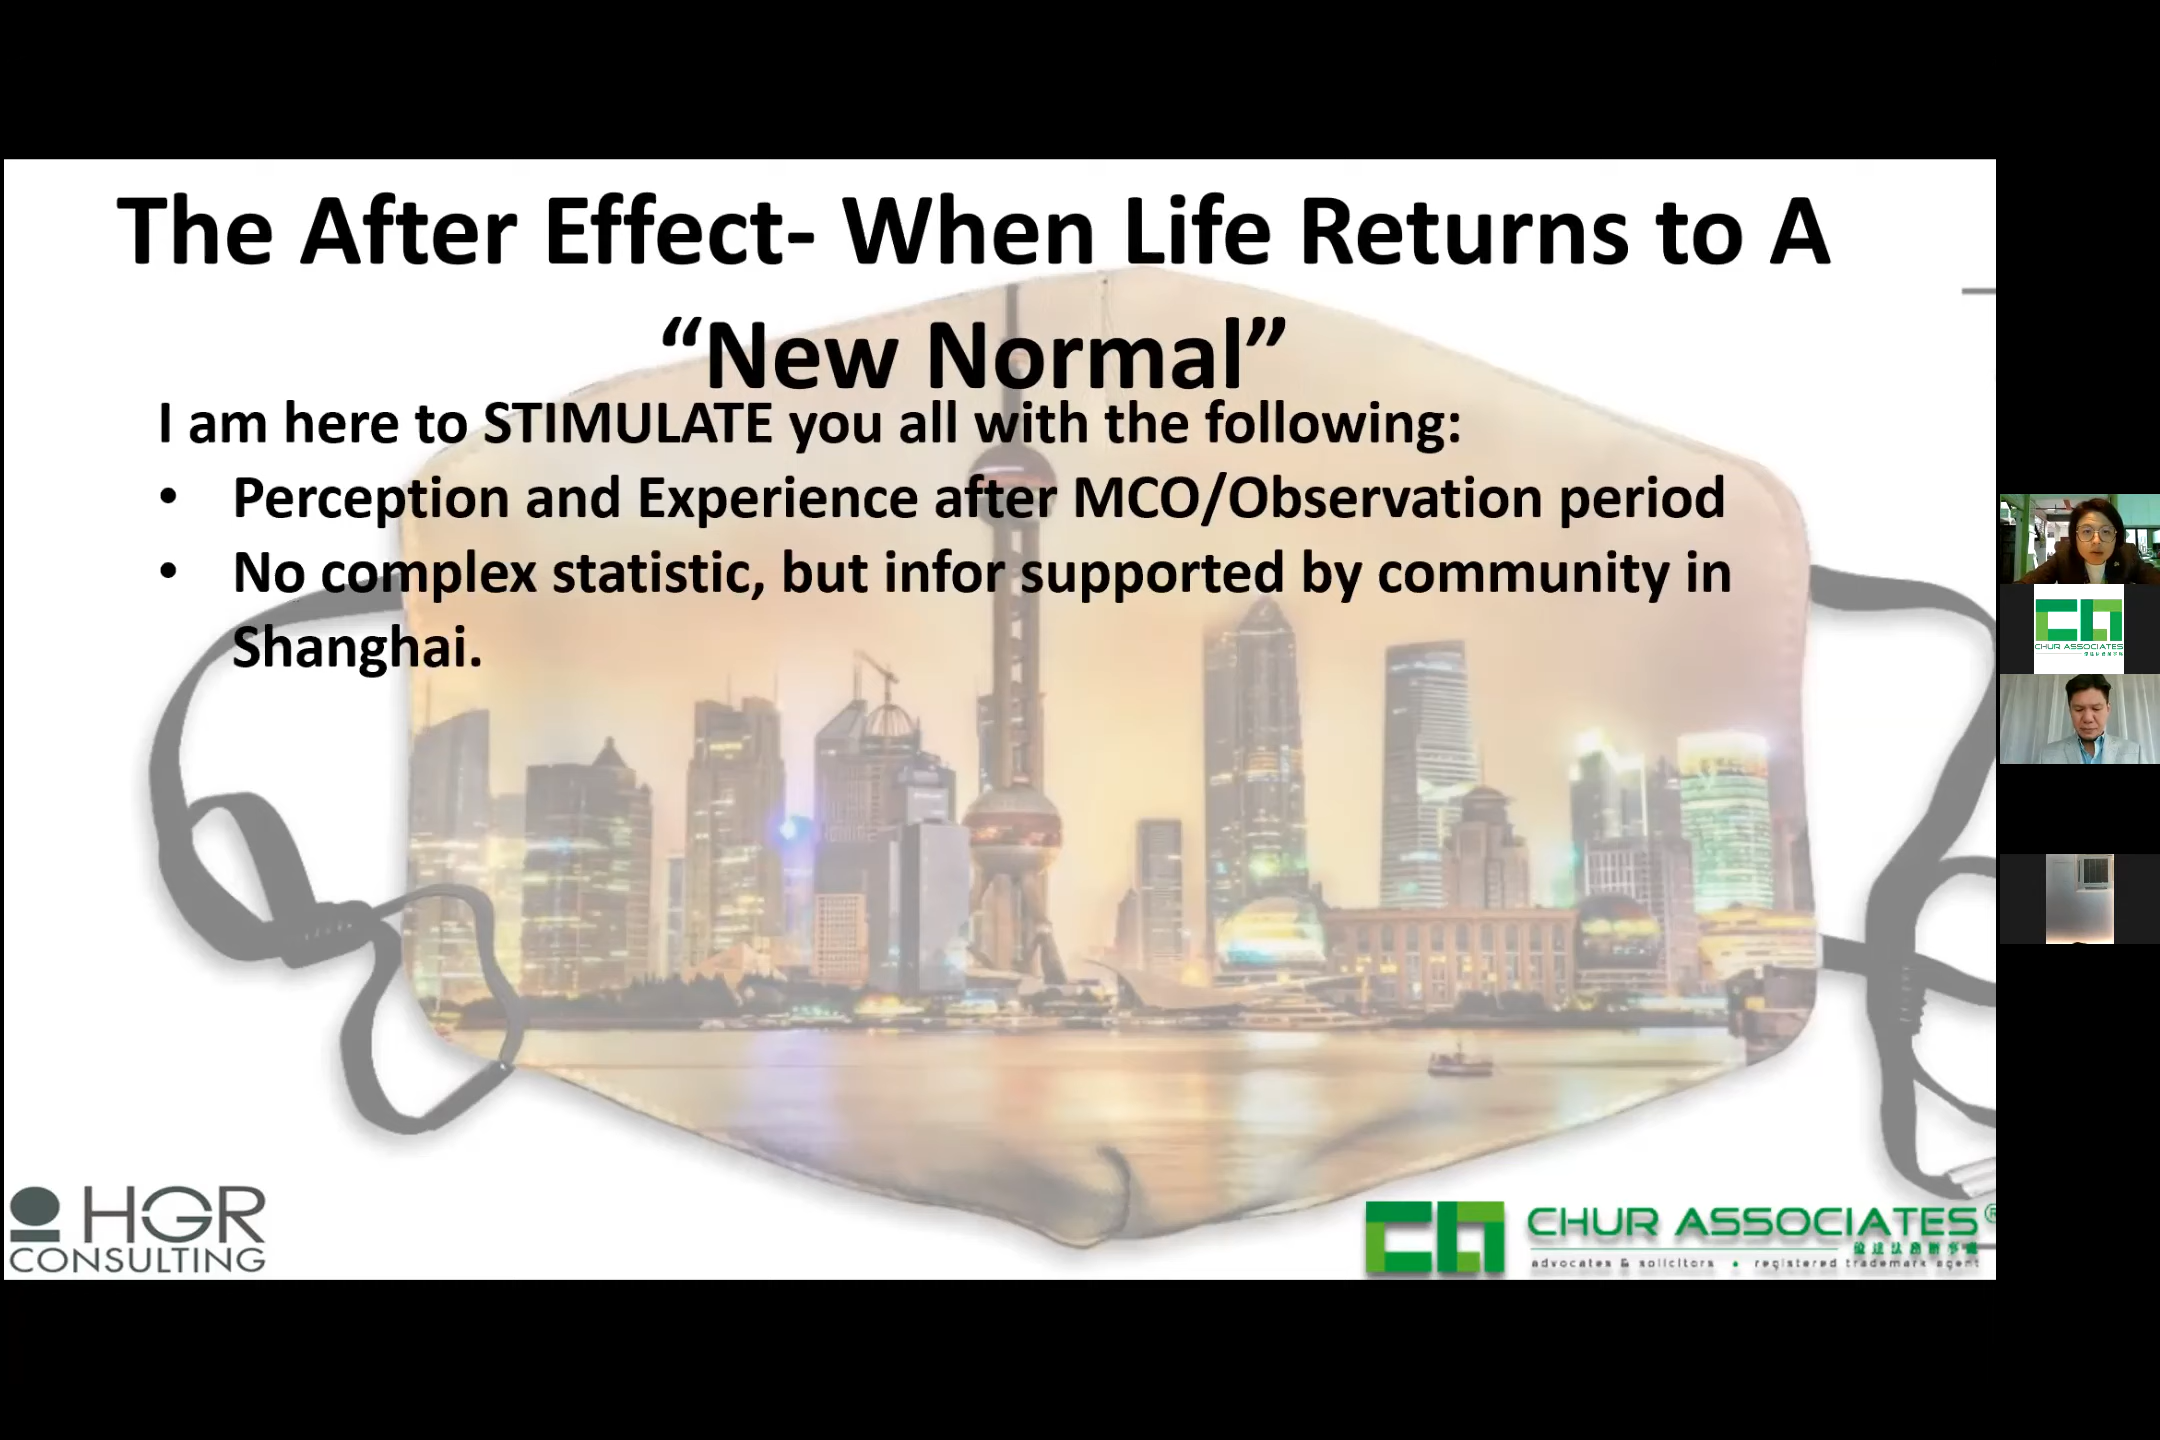 The After Effect- When Life Returns to A
“New Normal”
I am here to STIMULATE you all with the following:
• Perception and Experience after MCO/Observation period
• No complex statistic, but infor supported by community in
Shanghai.
HGR
CONSULTING
CHUR ASSOCIATES®
advocates & solicitors • registered trademark agent
CHUR ASSOCIATES